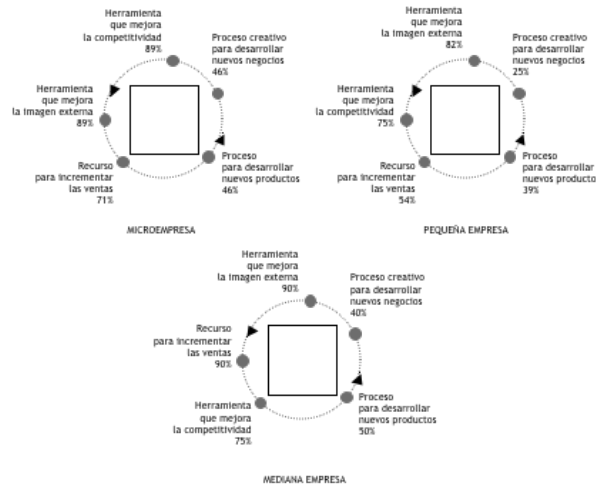 Herramienta
que mejora
la competitividad
89%
Proceso creativo
para desarrollar
nuevos negocios
46%
Herramienta
que mejora
la imagen externa
89%
Recurso
para incrementar
las ventas
71%
Proceso
para desarrollar
nuevos productos
46%
MICROEMPRESA
Herramienta
que mejora
la imagen externa
82%
Proceso creativo
para desarrollar
nuevos negocios
25%
Herramienta
que mejora
la competitividad
75%
Recurso
para incrementar
las ventas
54%
Proceso
para desarrollar
nuevos producto
39%
PEQUEÑA EMPRESA
Herramienta
que mejora
la imagen externa
90%
Proceso creativo
para desarrollar
nuevos negocios
40%
Recurso
para incrementar
las ventas
90%
Herramienta
que mejora
la competitividad
75%
Proceso
para desarrollar
nuevos productos
50%
MEDIANA EMPRESA